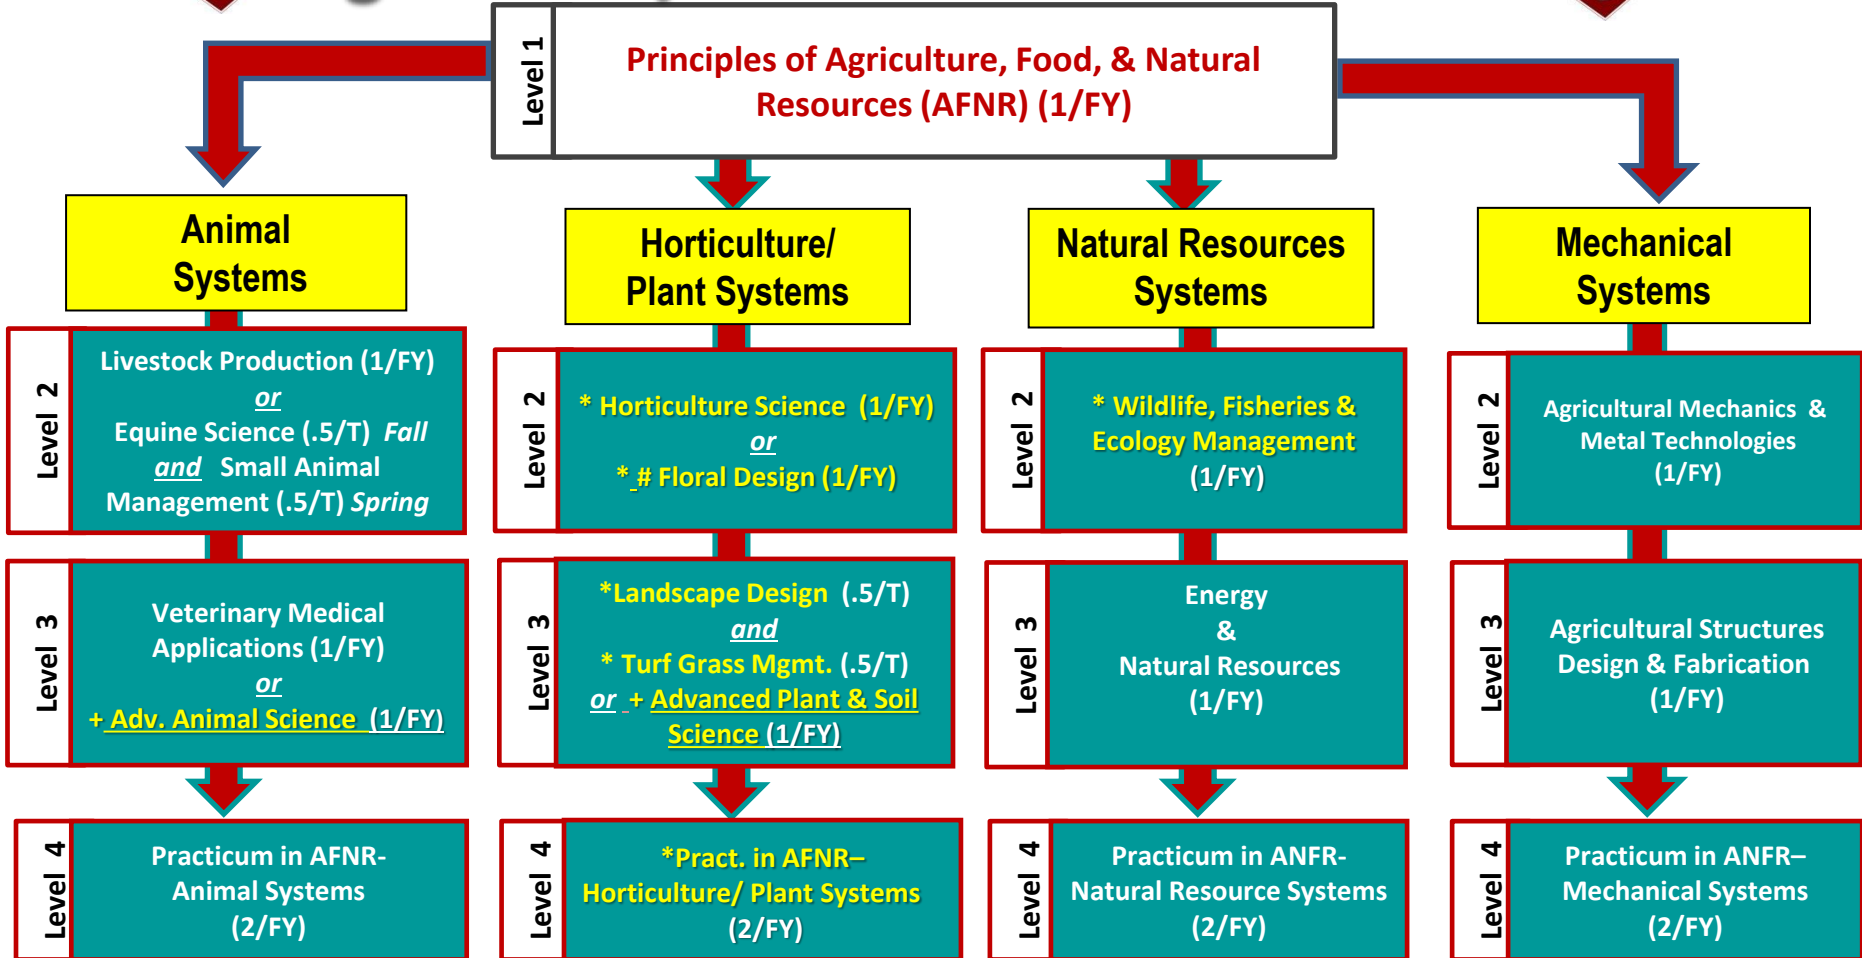 Level 1
Principles of Agriculture, Food, & Natural
Resources (AFNR) (1/FY)
Animal
Systems
Level 2
Livestock Production (1/FY)
or
Equine Science (.5/T) Fall
and Small Animal
Management (.5/T) Spring
Level 3
Veterinary Medical
Applications (1/FY)
or
+ Adv. Animal Science (1/FY)
Level 4
Practicum in AFNR-
Animal Systems
(2/FY)
Horticulture/
Plant Systems
Level 2
* Horticulture Science (1/FY)
or
* # Floral Design (1/FY)
Level 3
*Landscape Design (.5/T)
and
* Turf Grass Mgmt. (.5/T)
or + Advanced Plant & Soil
Science (1/FY)
Level 4
*Pract. in AFNR–
Horticulture/ Plant Systems
(2/FY)
Natural Resources
Systems
Level 2
* Wildlife, Fisheries &
Ecology Management
(1/FY)
Level 3
Energy
&
Natural Resources
(1/FY)
Level 4
Practicum in ANFR-
Natural Resource Systems
(2/FY)
Mechanical
Systems
Level 2
Agricultural Mechanics &
Metal Technologies
(1/FY)
Level 3
Agricultural Structures
Design & Fabrication
(1/FY)
Level 4
Practicum in ANFR–
Mechanical Systems
(2/FY)